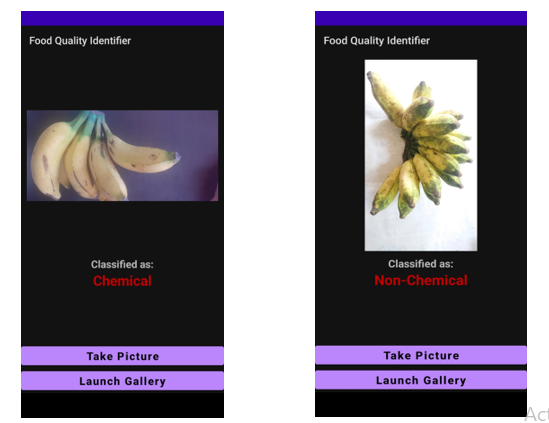 Food Quality Identifier
Classified as:
Chemical
Take Picture
Launch Gallery
Food Quality Identifier
Classified as:
Non-Chemical
Take Picture
Launch Gallery
Act